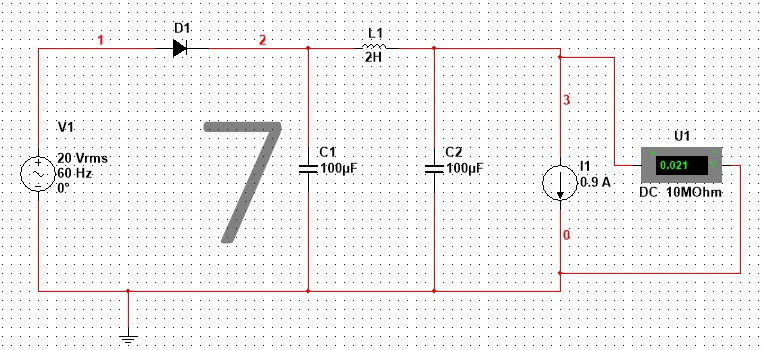 D1
1
2
L1
2H
3
V1
20 Vrms
60 Hz
0°
7
C1
100µF
C2
100µF
I1
0.9 A
U1
0.021
DC 10MOhm
0